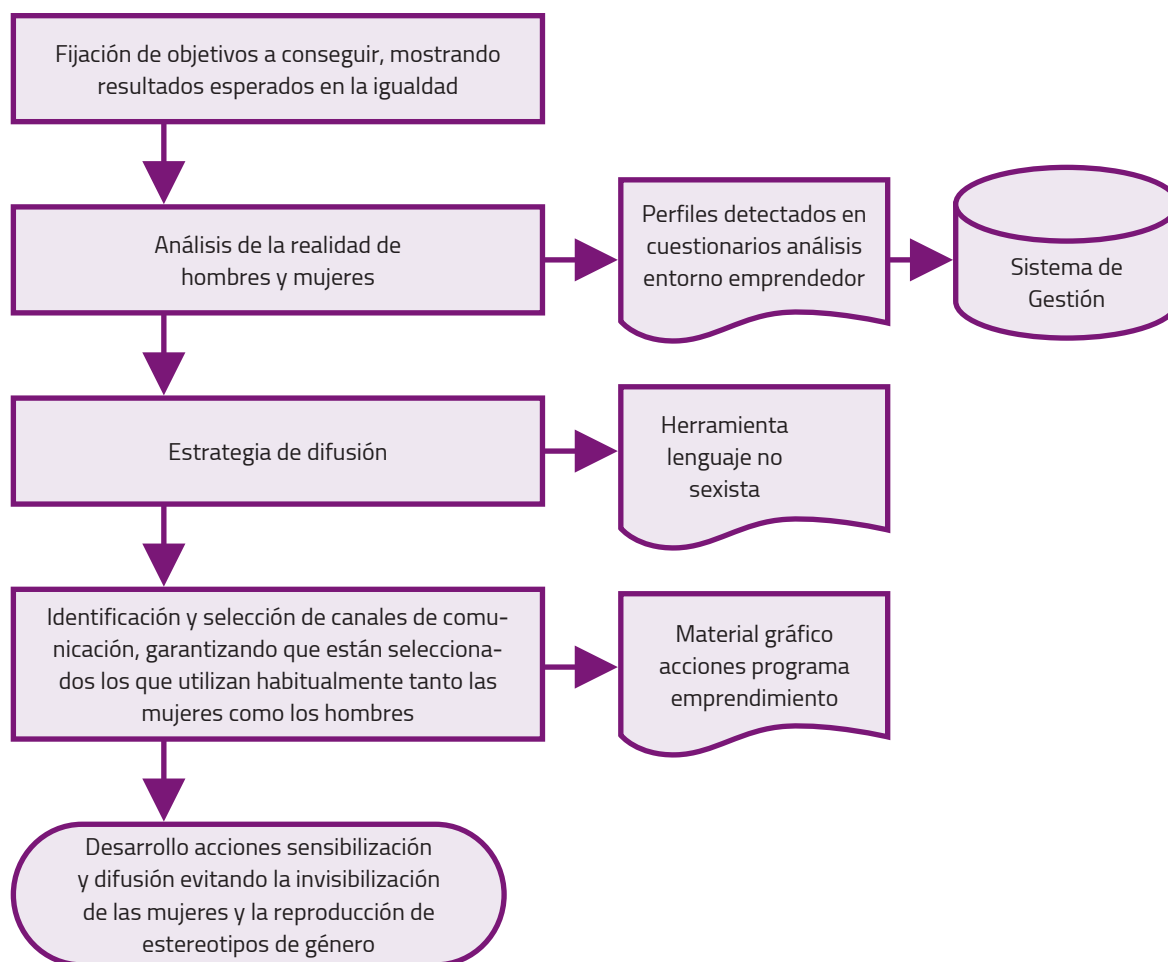 Fijación de objetivos a conseguir, mostrando
resultados esperados en la igualdad
Análisis de la realidad de
hombres y mujeres
Perfiles detectados en
cuestionarios análisis
entorno emprendedor
Sistema de
Gestión
Estrategia de difusión
Herramienta
lenguaje no
sexista
Identificación y selección de canales de comu-
nicación, garantizando que están selecciona-
dos los que utilizan habitualmente tanto las
mujeres como los hombres
Material gráfico
acciones programa
emprendimiento
Desarrollo acciones sensibilización
y difusión evitando la invisibilización
de las mujeres y la reproducción de
estereotipos de género